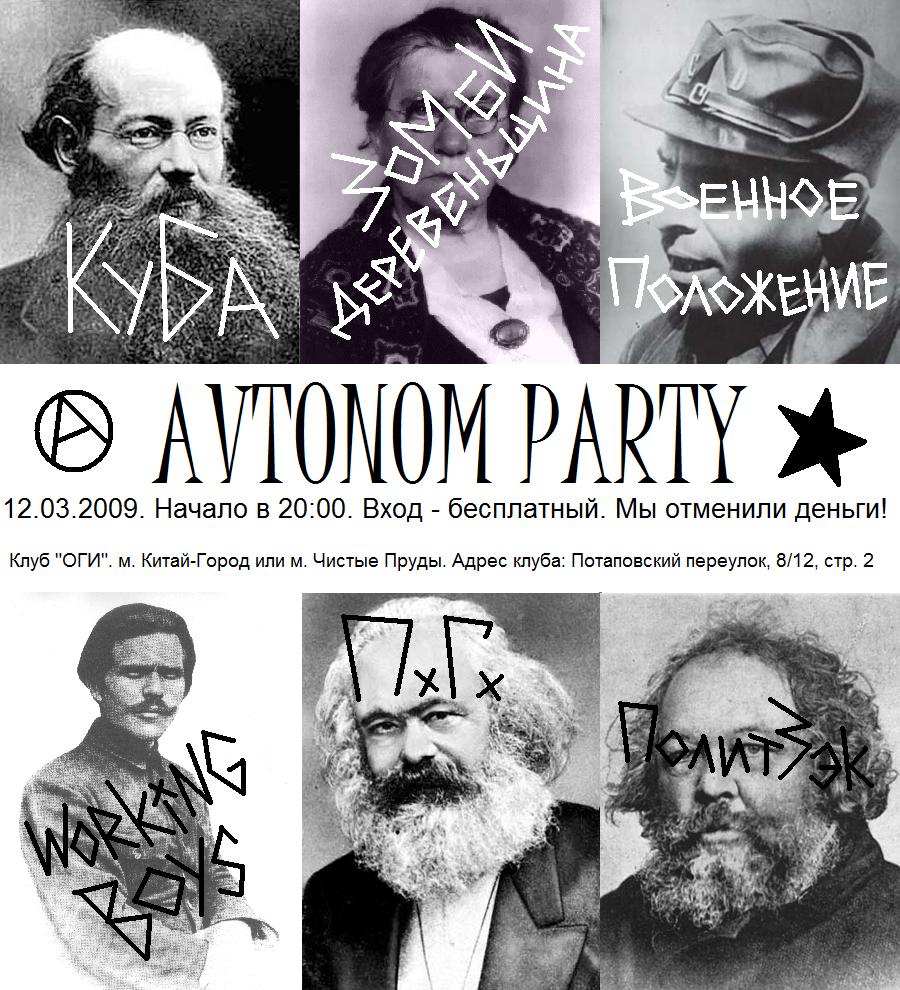 КУБА
ЗОМБИ
ДЕРЕВЕНЬЩИНА
ВОЕННОЕ
ПОЛОЖЕНИЕ
AVTONOM PARTY
12.03.2009. Начало в 20:00. Вход - бесплатный. Мы отменили деньги!
Клуб "ОГИ". м. Китай-Город или м. Чистые Пруды. Адрес клуба: Потаповский переулок, 8/12, стр. 2
WORKING
BOYS
П.х.Г.х.
ПОЛИТЗЭК